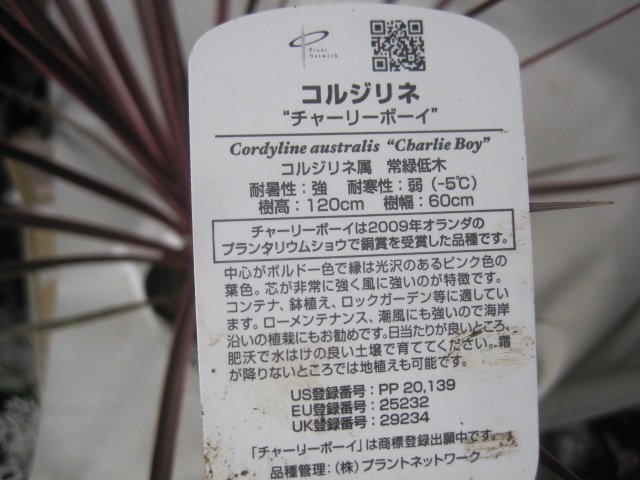 Plant
Network
コルジリネ
“チャーリーボーイ”
Cordyline australis “Charlie Boy”
コルジリネ属 常緑低木
耐暑性：強 耐寒性：弱（-5℃）
樹高：120cm 樹幅：60cm
チャーリーボーイは2009年オランダの
プランタリウムショウで銅賞を受賞した品種です。
中心がボルドー色で縁は光沢のあるピンク色の
葉色。芯が非常に強く風に強いのが特徴です。
コンテナ、鉢植え、ロックガーデン等に適してい
ます。ローメンテナンス、潮風にも強いので海岸
沿いの植栽にもお勧めです。日当たりが良いところ、
肥沃で水はけの良い土壌で育ててください。霜
が降りないところでは地植えも可能です。
US登録番号：PP 20,139
EU登録番号：25232
UK登録番号：29234
「チャーリーボーイ」は商標登録出願中です。
品種管理：（株）プラントネットワーク